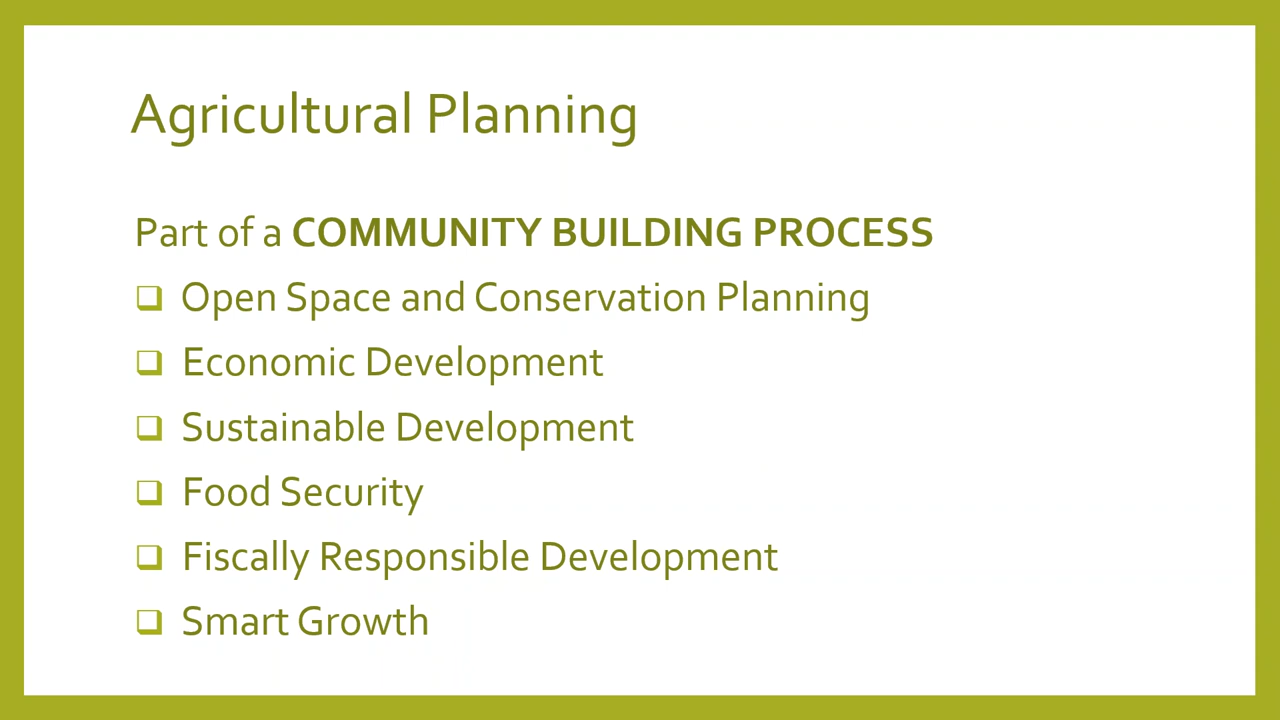 Agricultural Planning
Part of a COMMUNITY BUILDING PROCESS
Open Space and Conservation Planning
Economic Development
Sustainable Development
Food Security
Fiscally Responsible Development
Smart Growth